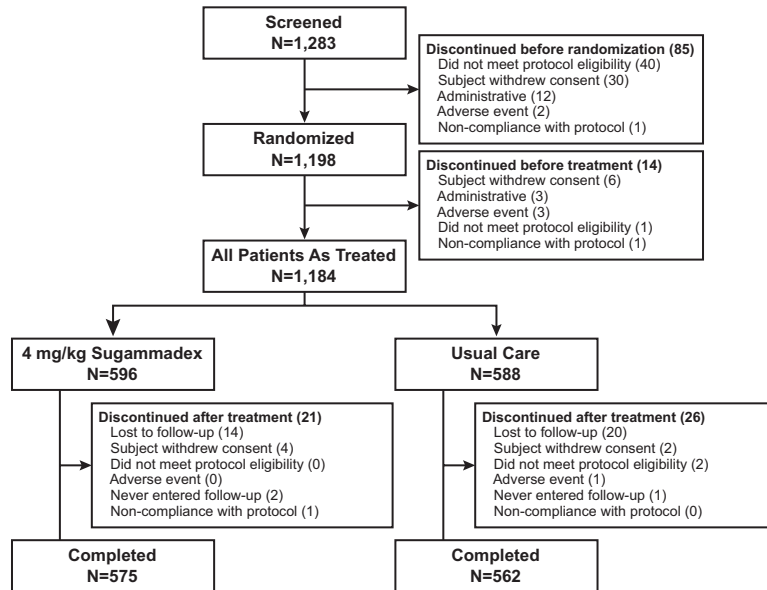 Screened
N=1,283
Discontinued before randomization (85)
Did not meet protocol eligibility (40)
Subject withdrew consent (30)
Administrative (12)
Adverse event (2)
Non-compliance with protocol (1)
Randomized
N=1,198
Discontinued before treatment (14)
Subject withdrew consent (6)
Administrative (3)
Adverse event (3)
Did not meet protocol eligibility (1)
Non-compliance with protocol (1)
All Patients As Treated
N=1,184
4 mg/kg Sugammadex
N=596
Usual Care
N=588
Discontinued after treatment (21)
Lost to follow-up (14)
Subject withdrew consent (4)
Did not meet protocol eligibility (0)
Adverse event (0)
Never entered follow-up (2)
Non-compliance with protocol (1)
Discontinued after treatment (26)
Lost to follow-up (20)
Subject withdrew consent (2)
Did not meet protocol eligibility (2)
Adverse event (1)
Never entered follow-up (1)
Non-compliance with protocol (0)
Completed
N=575
Completed
N=562